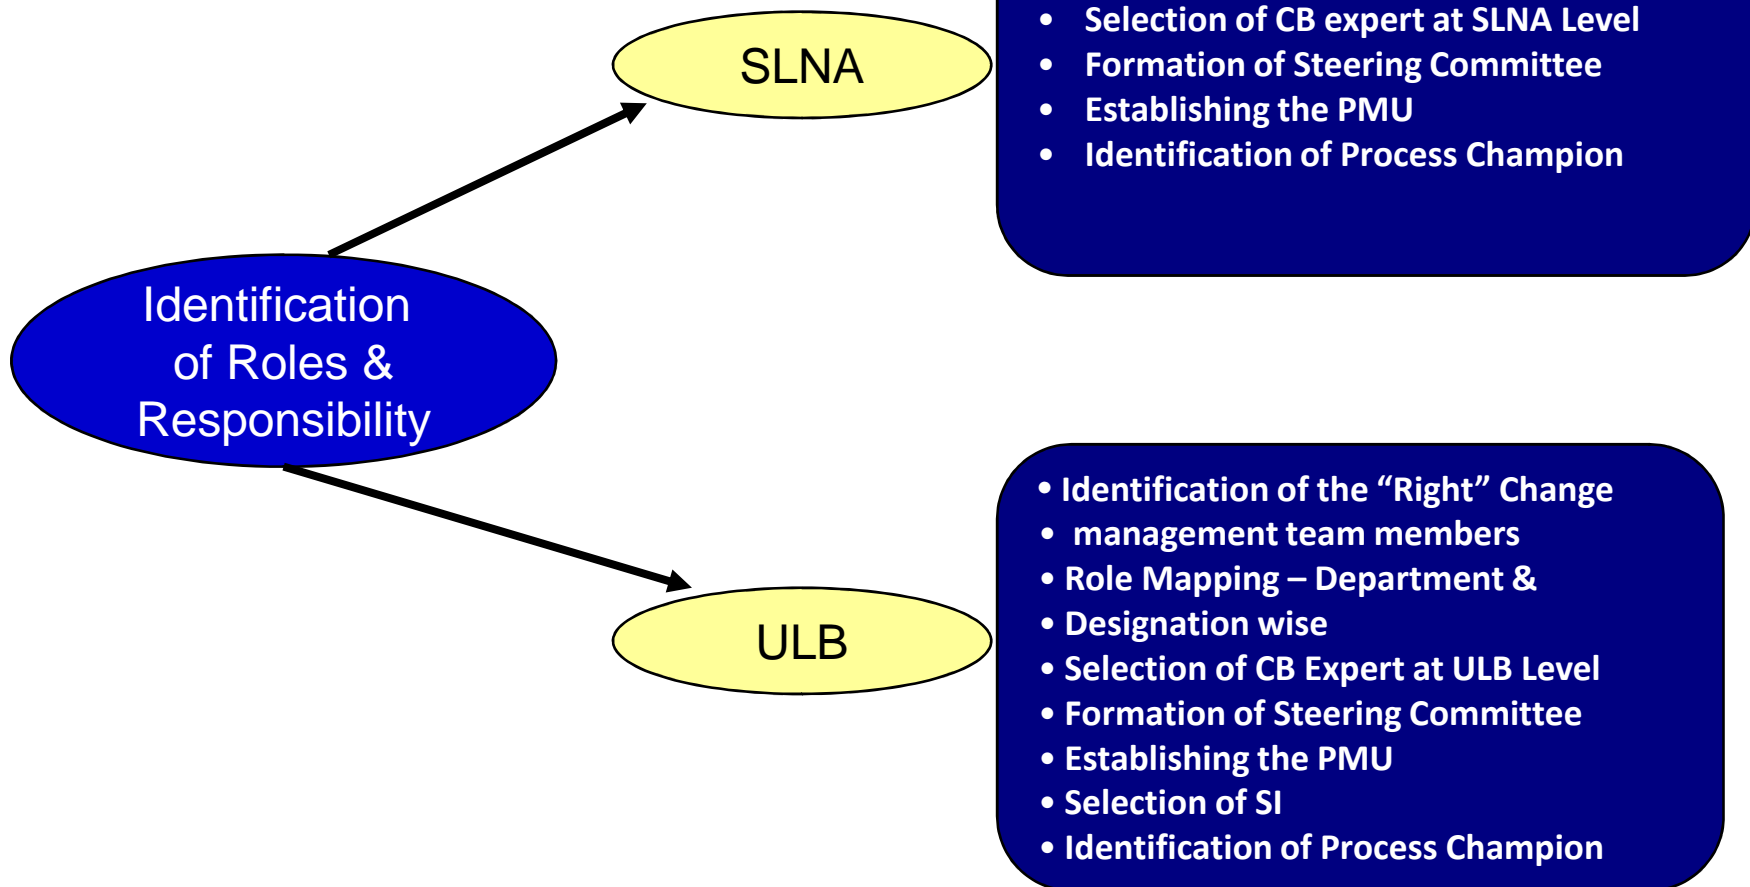 SLNA
• Selection of CB expert at SLNA Level
• Formation of Steering Committee
• Establishing the PMU
• Identification of Process Champion
Identification
of Roles &
Responsibility
ULB
• Identification of the “Right” Change
• management team members
• Role Mapping – Department &
• Designation wise
• Selection of CB Expert at ULB Level
• Formation of Steering Committee
• Establishing the PMU
• Selection of SI
• Identification of Process Champion